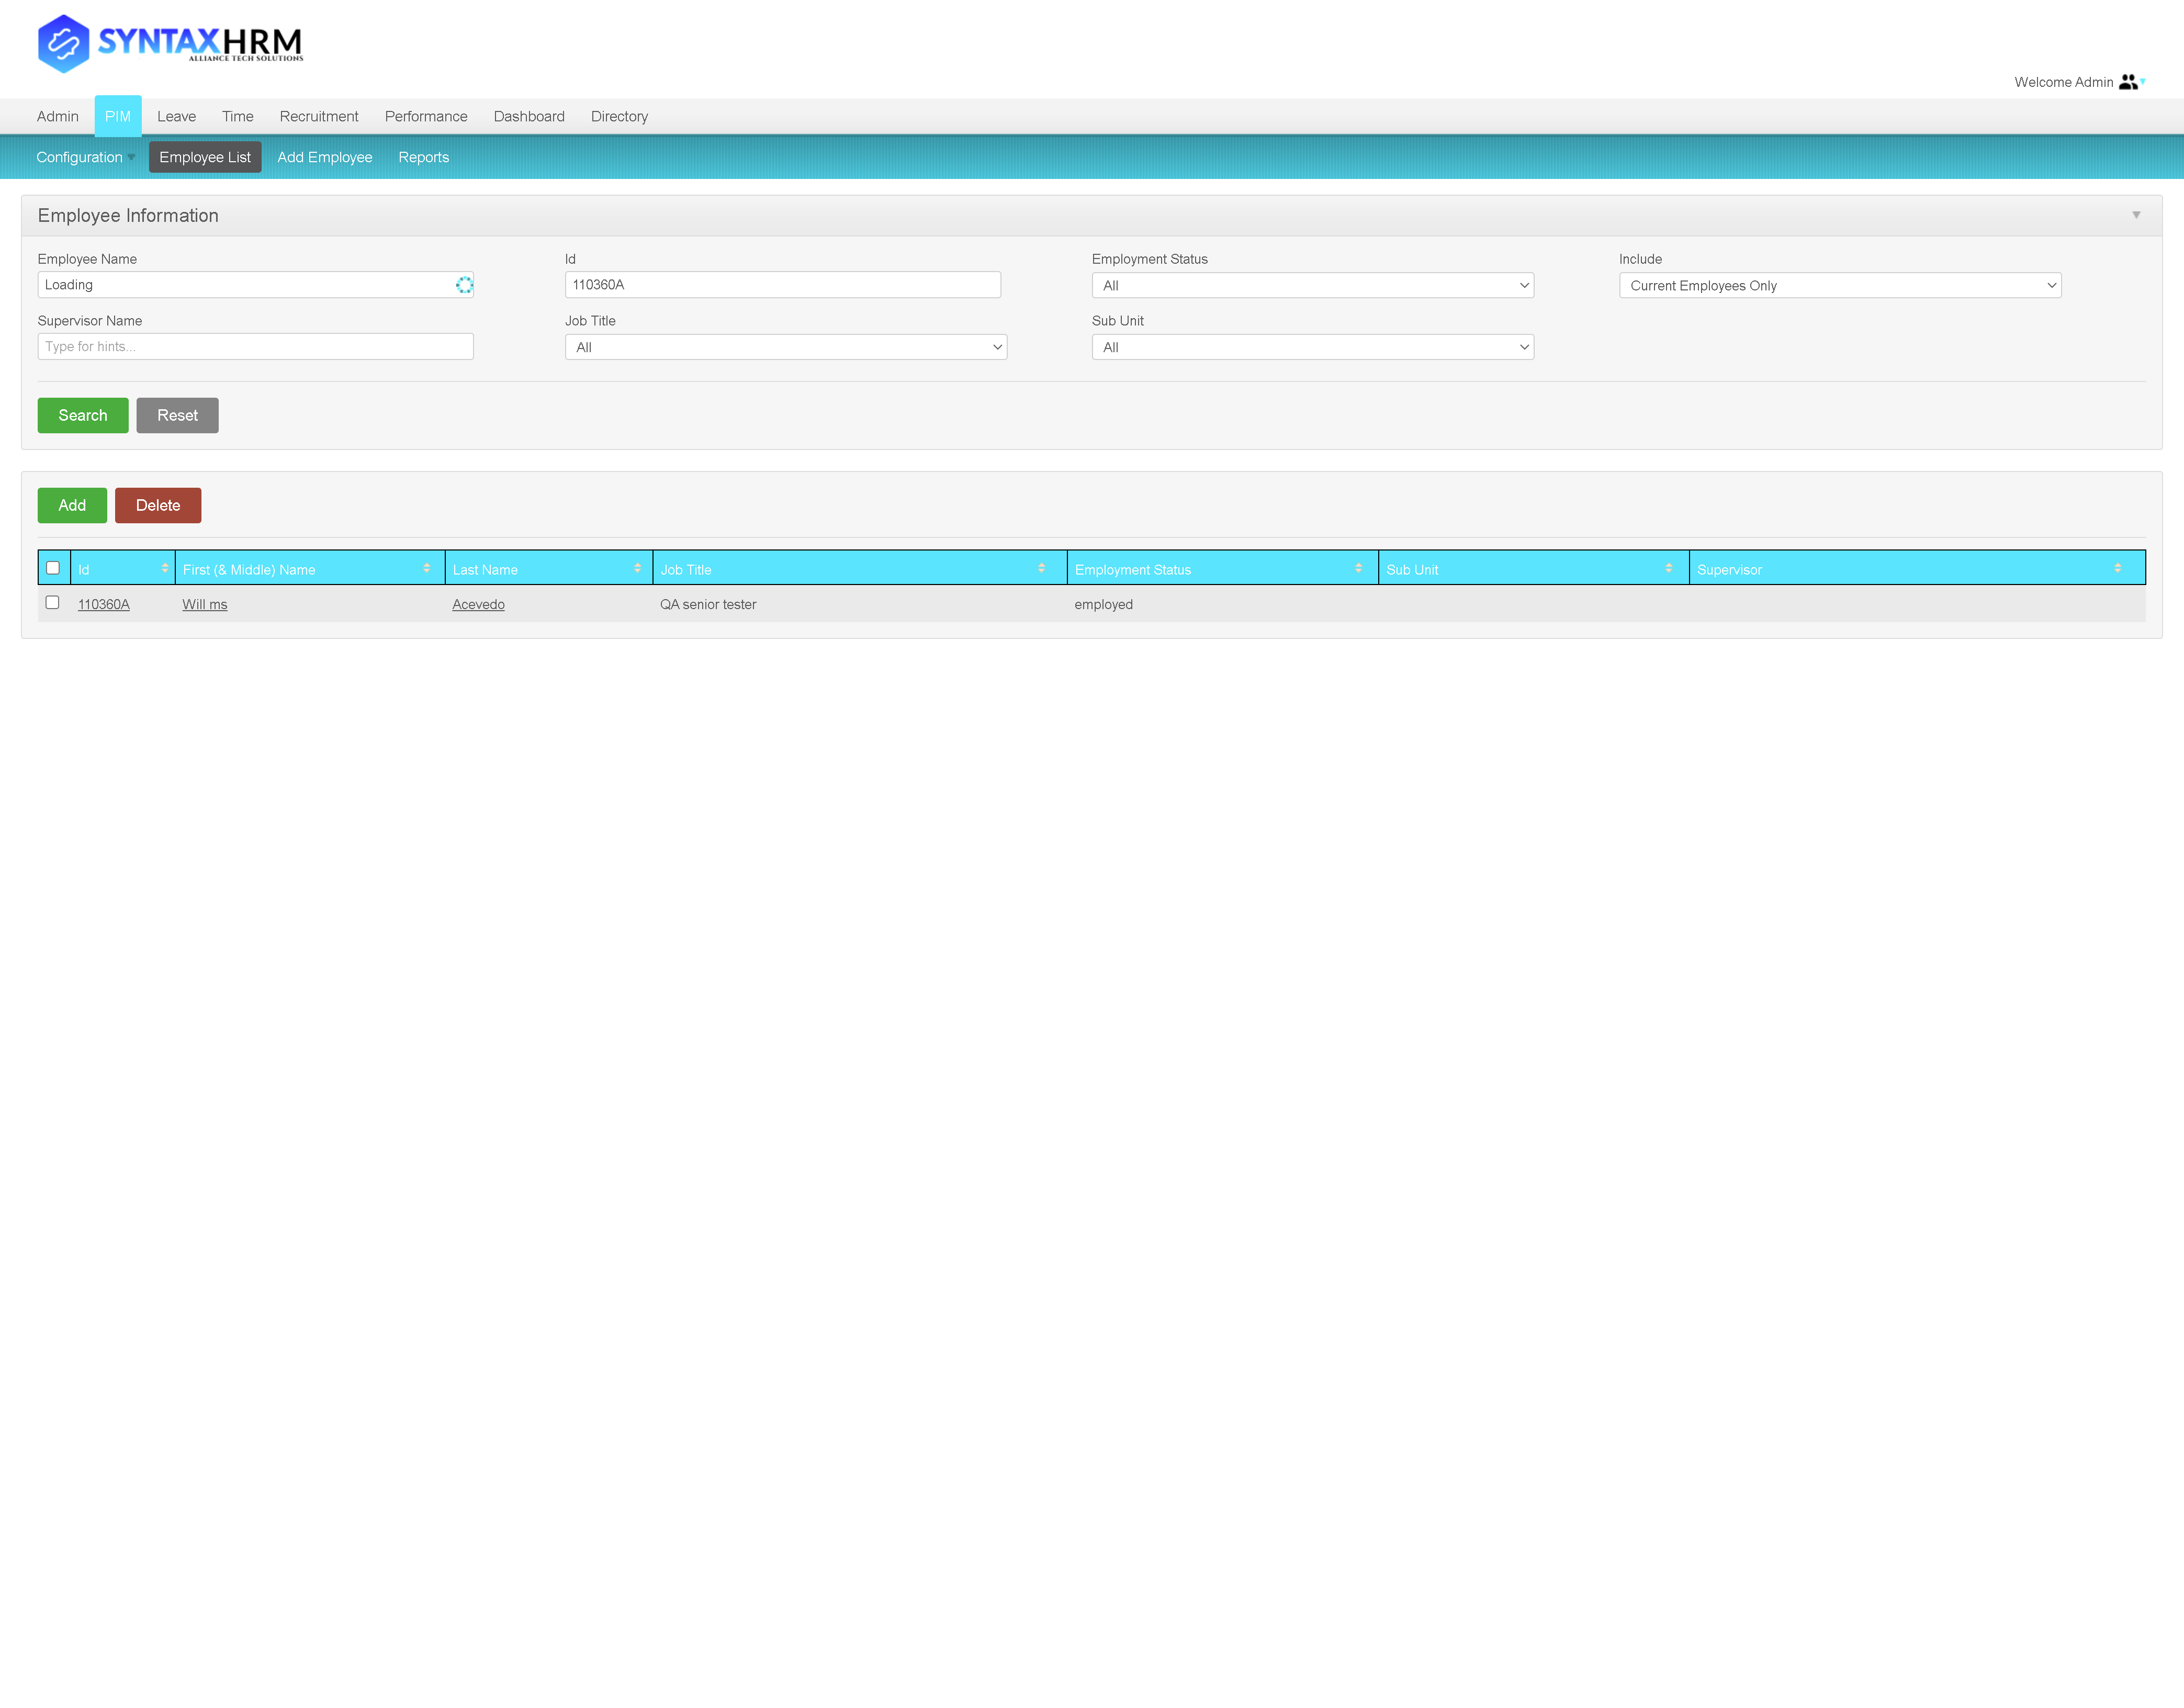 SYNTAXHRM
ALLIANCE TECH SOLUTIONS
Welcome Admin
Admin PIM Leave Time Recruitment Performance Dashboard Directory
Configuration Employee List Add Employee Reports
Employee Information
Employee Name Id Employment Status Include
Loading 110360A All Current Employees Only
Supervisor Name Job Title Sub Unit
Type for hints... All All
Search Reset
Add Delete
Id First (& Middle) Name Last Name Job Title Employment Status Sub Unit Supervisor
110360A Will ms Acevedo QA senior tester employed